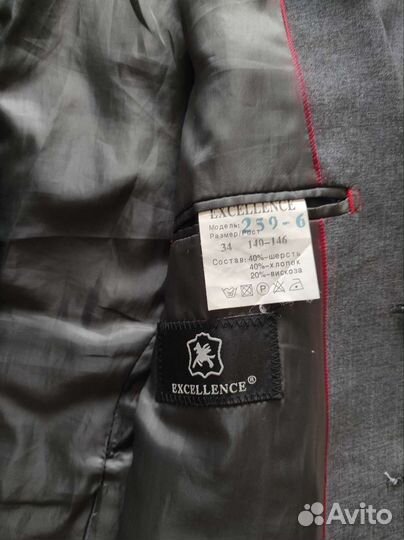 EXCELLENCE
Модель: 259-6
Размер/Рост
34 140-146
Состав: 40%-шерсть
40%-хлопок
20%-вискоза
P
EXCELLENCE®
Avito